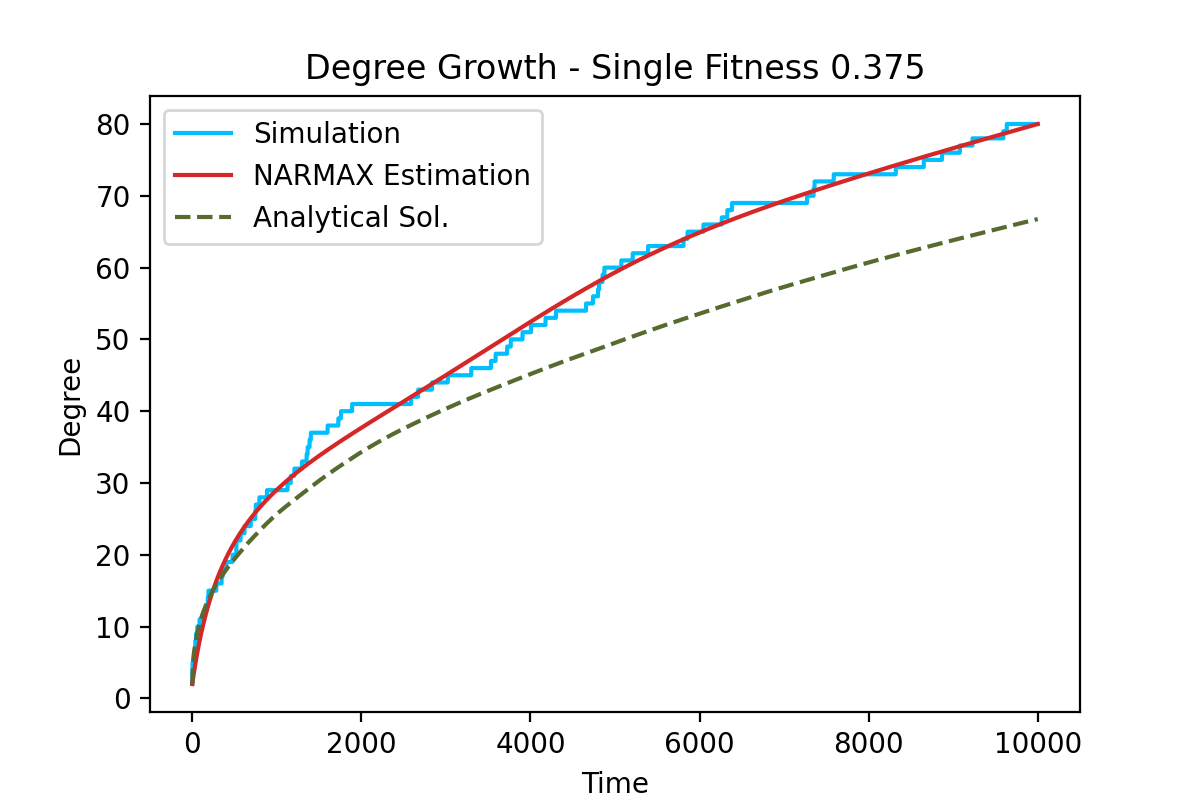 Degree Growth - Single Fitness 0.375
Simulation
NARMAX Estimation
Analytical Sol.
80
70
60
50
40
30
20
10
0
Degree
0 2000 4000 6000 8000 10000
Time